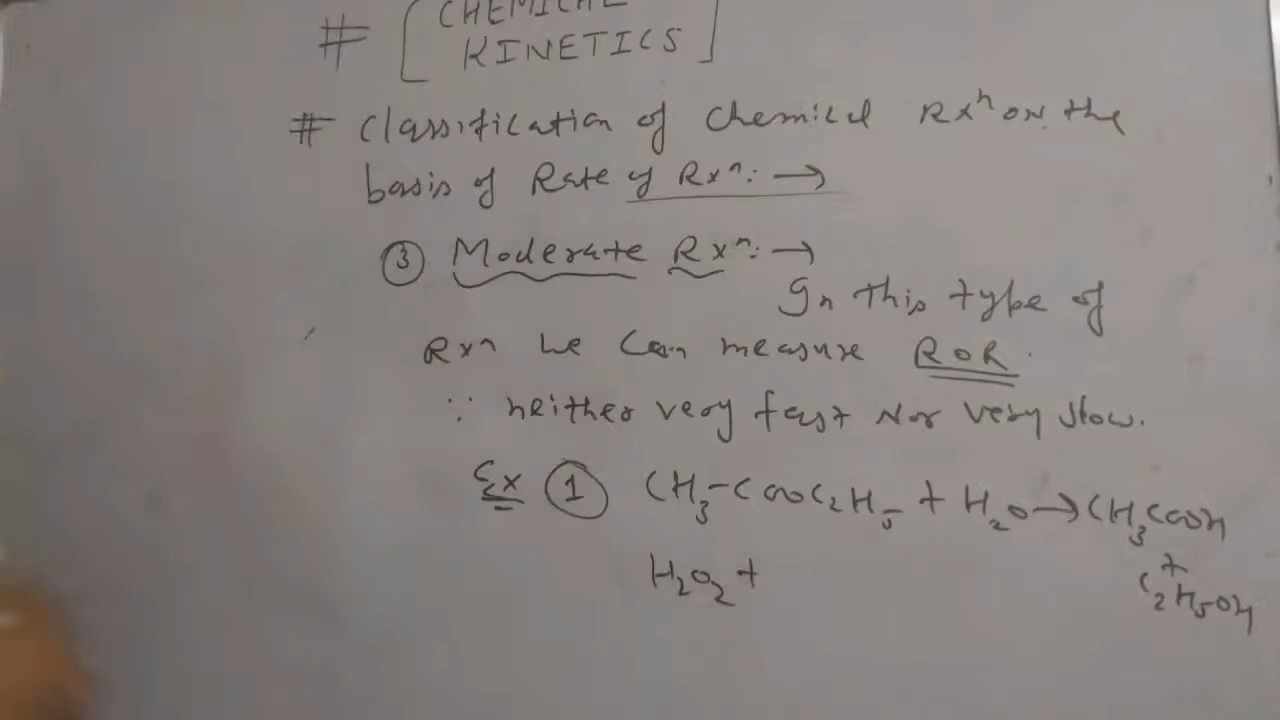 # [CHEMICAL
KINETICS]
# Classification of chemical Rxⁿ on the
basis of Rate of Rxⁿ: →
③ Moderate Rxⁿ: →
In this type of
Rxⁿ we can measure ROR.
∵ neither very fast Nor very slow.
Ex ① CH₃-COOC₂H₅ + H₂O → CH₃COOH
+
C₂H₅OH
H₂O₂ +